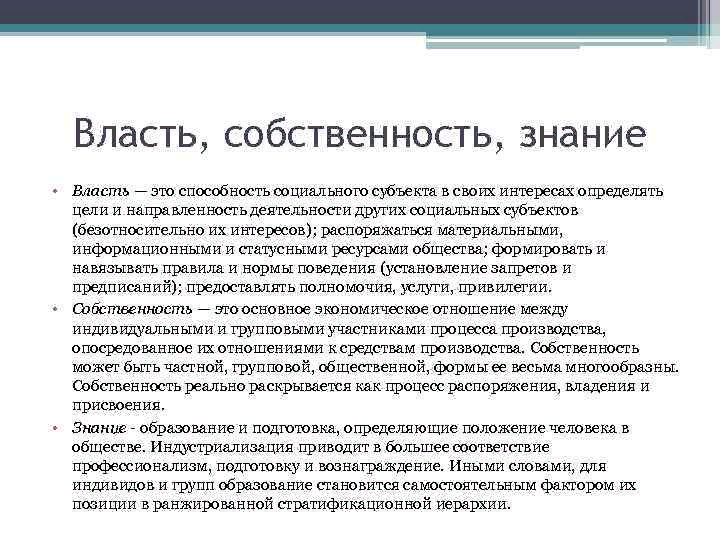 Власть, собственность, знание
• Власть — это способность социального субъекта в своих интересах определять
цели и направленность деятельности других социальных субъектов
(безотносительно их интересов); распоряжаться материальными,
информационными и статусными ресурсами общества; формировать и
навязывать правила и нормы поведения (установление запретов и
предписаний); предоставлять полномочия, услуги, привилегии.
• Собственность — это основное экономическое отношение между
индивидуальными и групповыми участниками процесса производства,
опосредованное их отношениями к средствам производства. Собственность
может быть частной, групповой, общественной, формы ее весьма многообразны.
Собственность реально раскрывается как процесс распоряжения, владения и
присвоения.
• Знание - образование и подготовка, определяющие положение человека в
обществе. Индустриализация приводит в большее соответствие
профессионализм, подготовку и вознаграждение. Иными словами, для
индивидов и групп образование становится самостоятельным фактором их
позиции в ранжированной стратификационной иерархии.